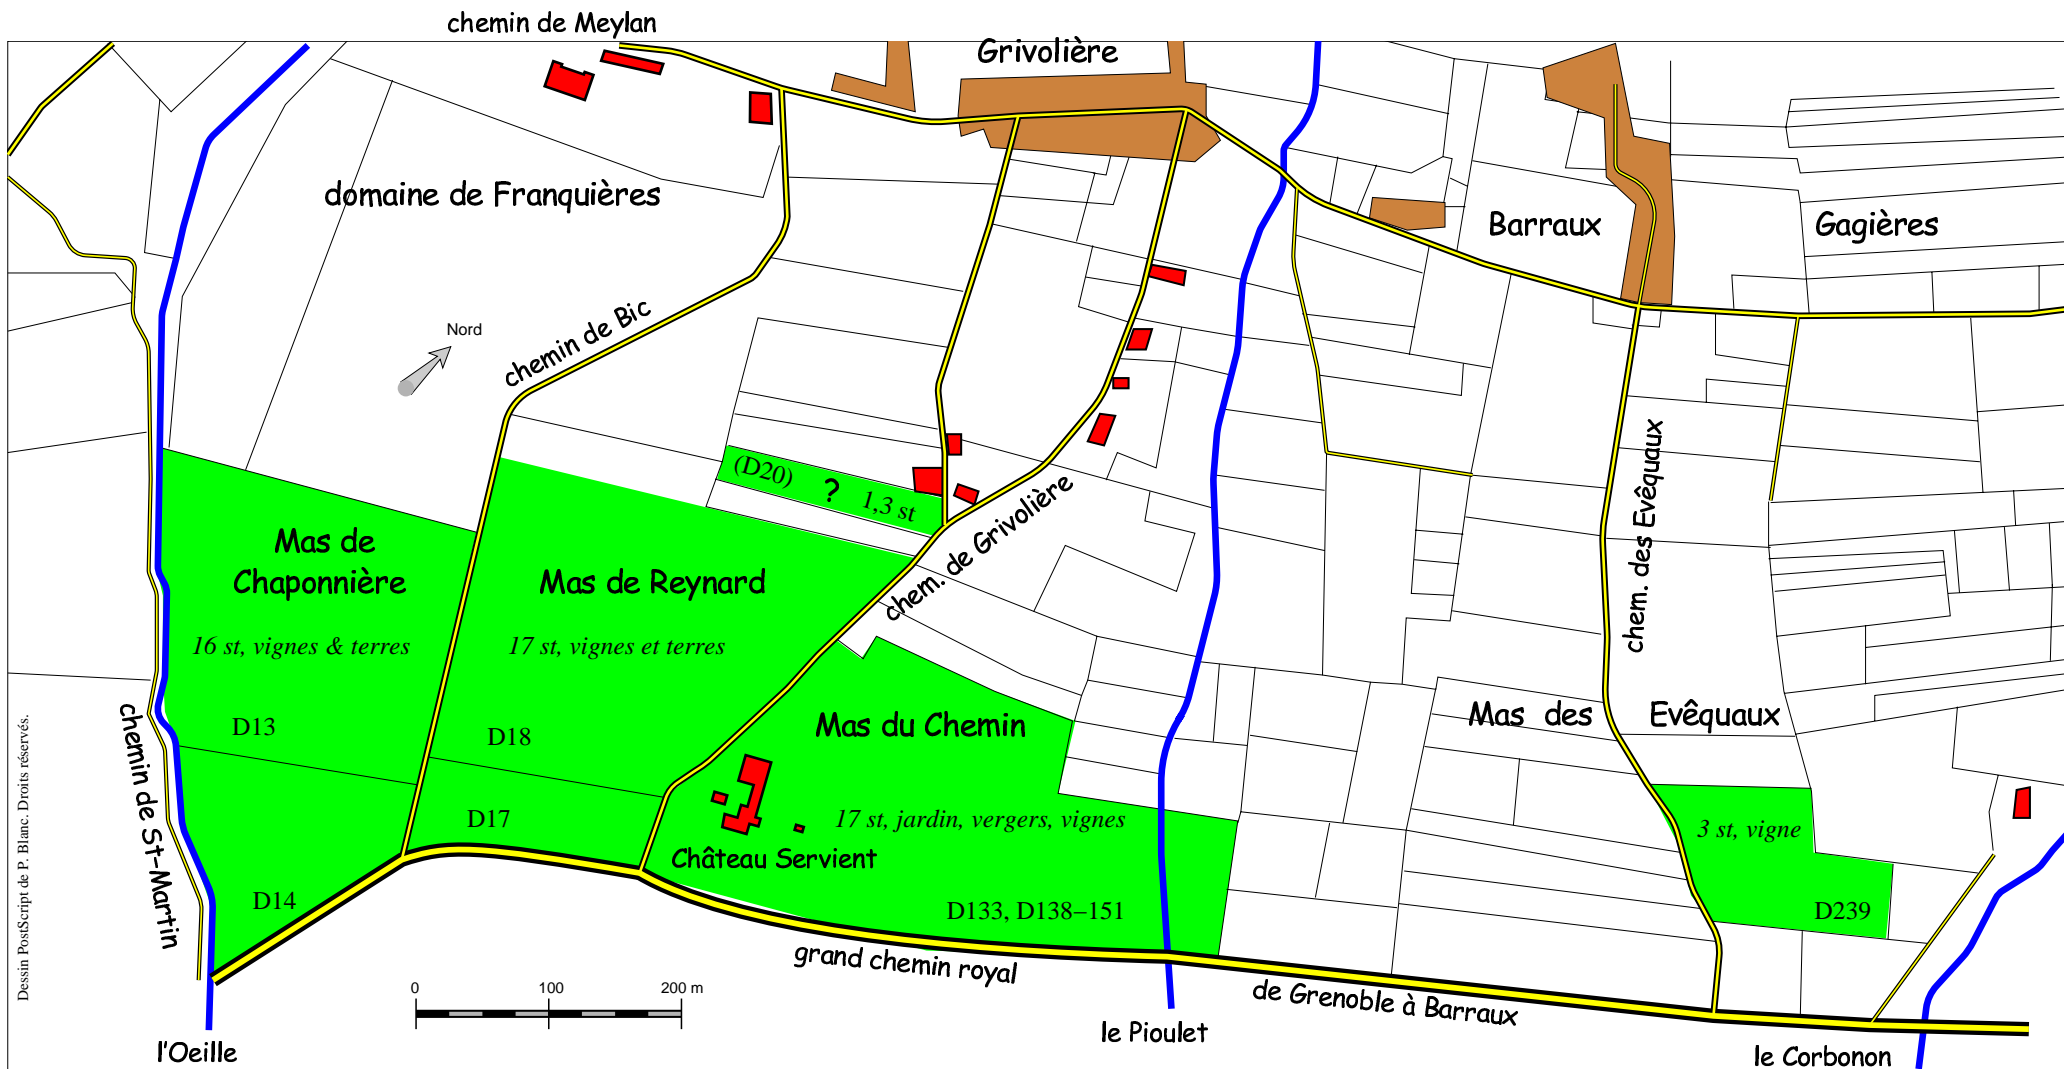 chemin de Meylan
Grivolière
domaine de Franquières
Barraux
Gagières
Nord
chemin de Bic
(D20) ? 1,3 st
chem. de Grivolière
chem. des Evêquaux
Mas de
Chaponnière
16 st, vignes & terres
D13
D14
Mas de Reynard
17 st, vignes et terres
D18
D17
Mas du Chemin
17 st, jardin, vergers, vignes
Château Servient
D133, D138–151
Mas des Evêquaux
3 st, vigne
D239
chemin de St-Martin
grand chemin royal
de Grenoble à Barraux
0 100 200 m
l'Oeille
le Pioulet
le Corbonon
Dessin PostScript de P. Blanc. Droits réservés.